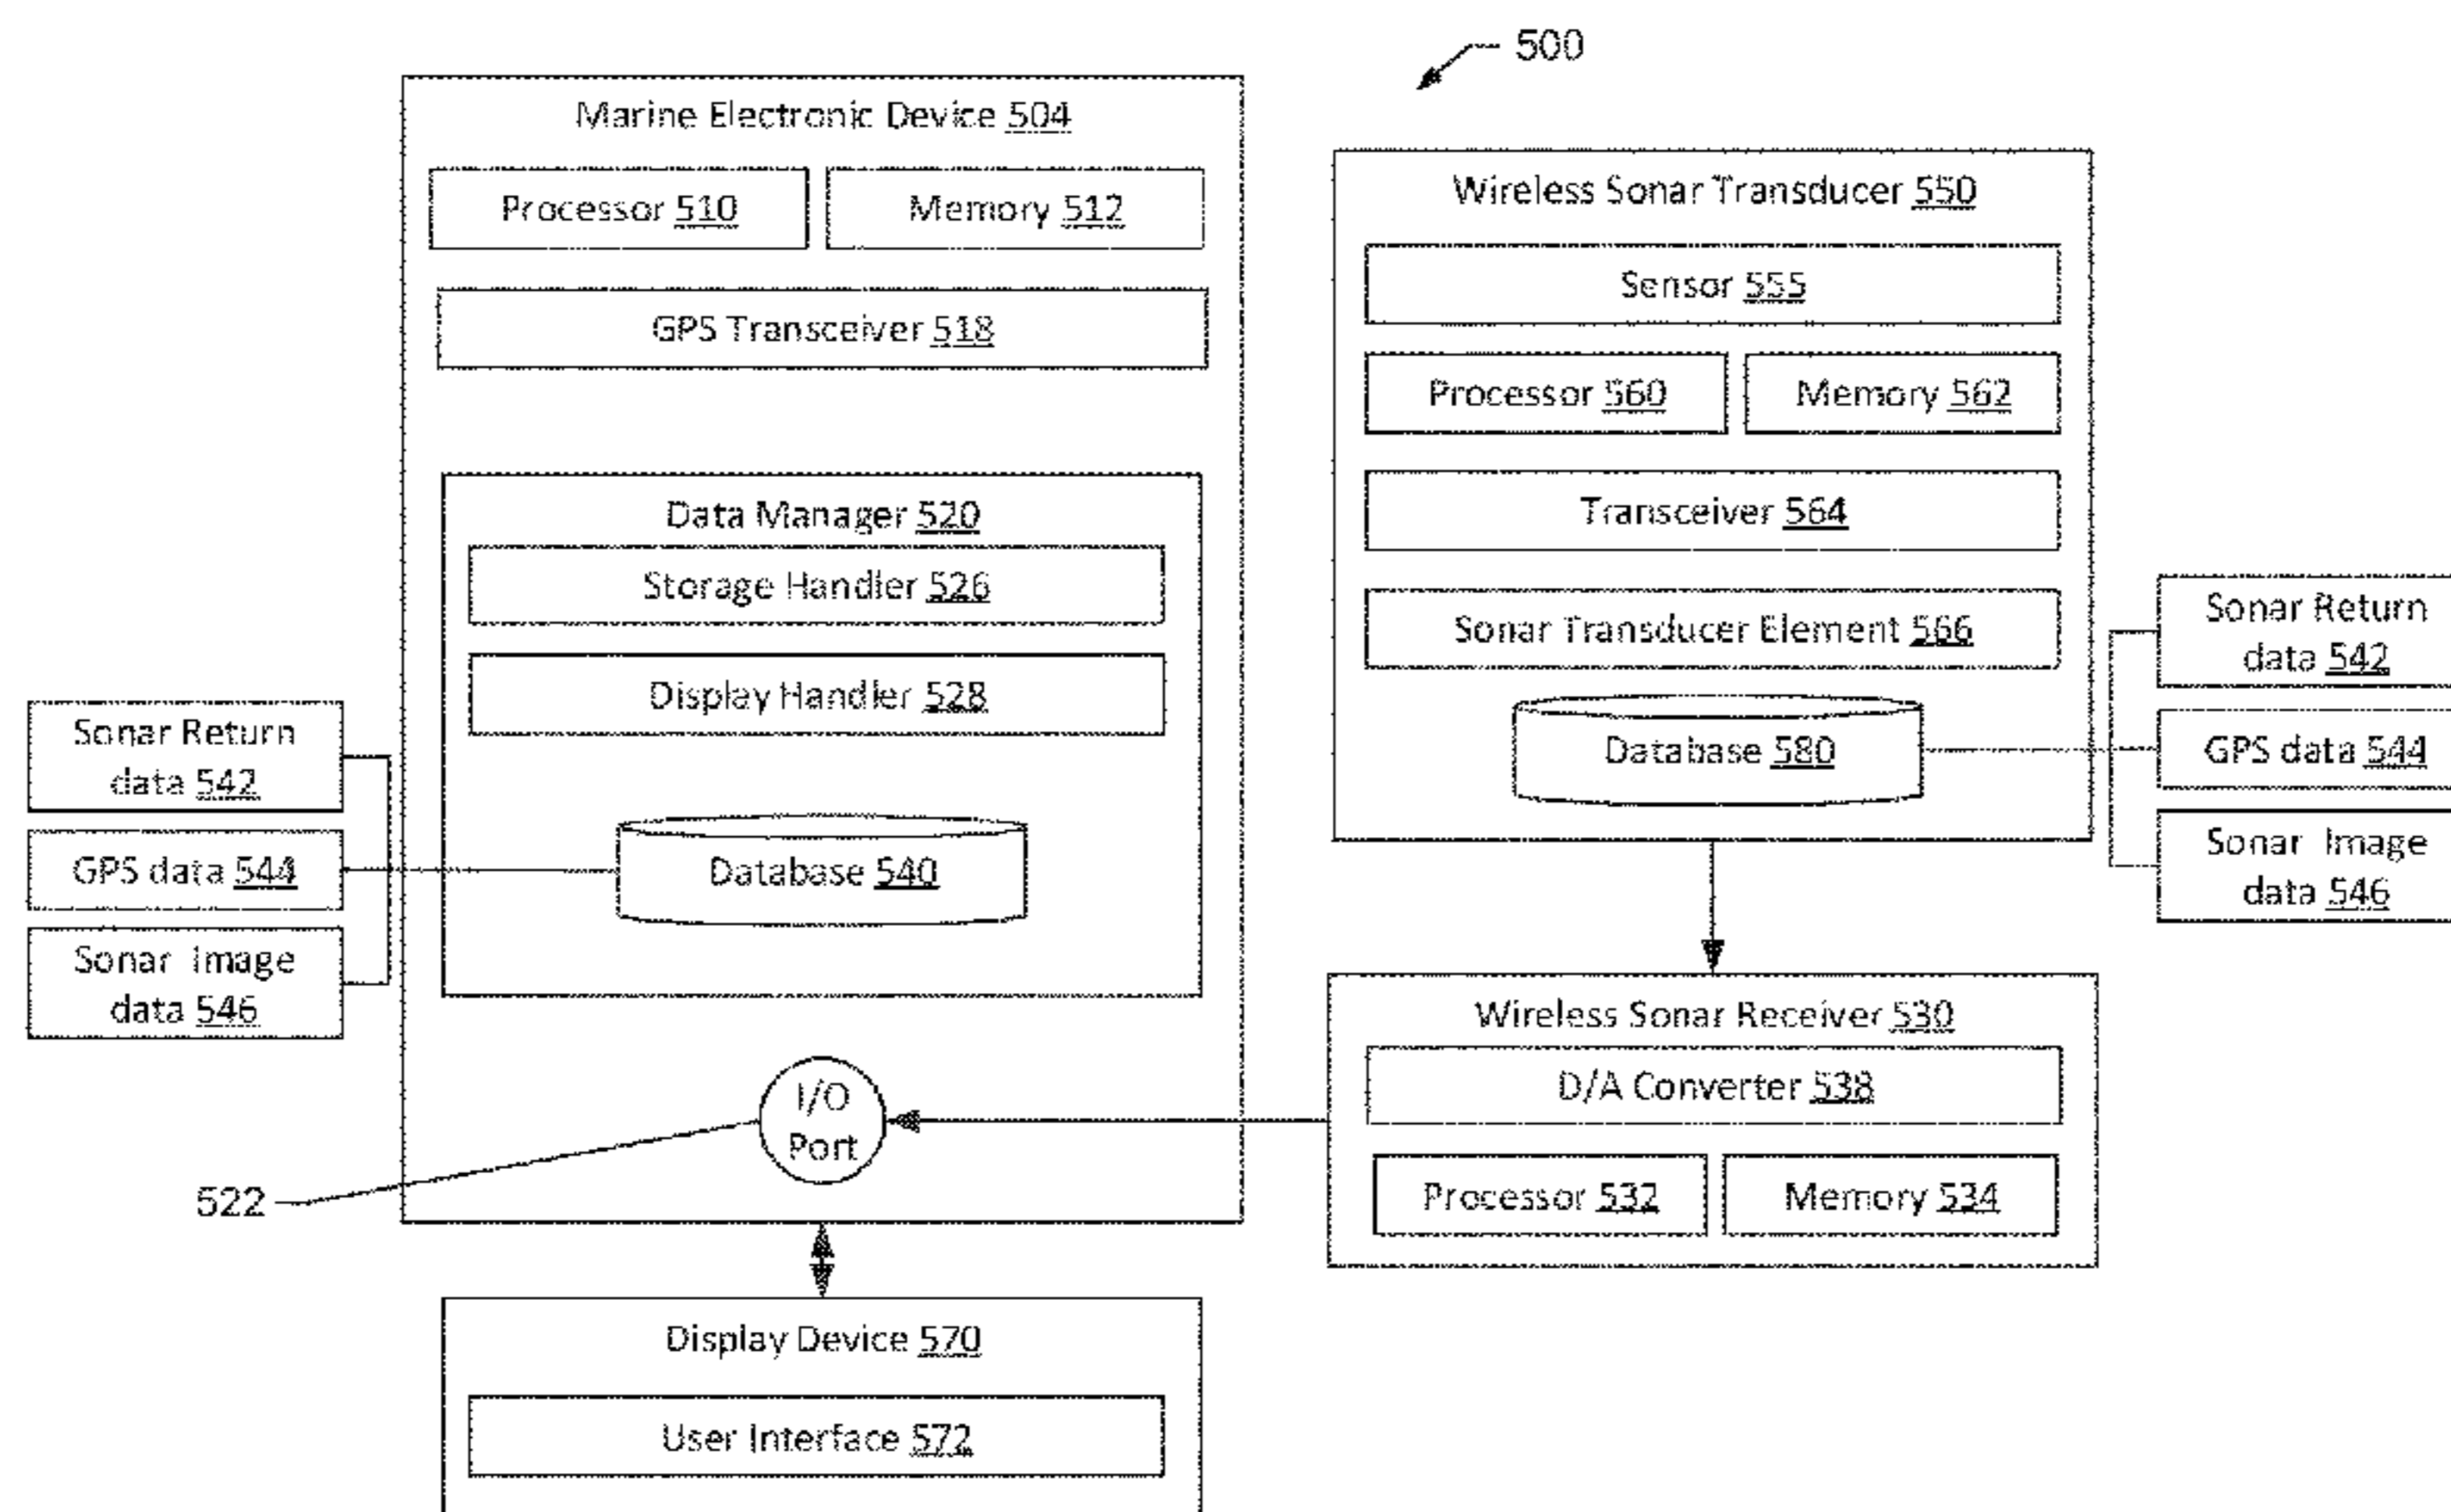 500
Marine Electronic Device 504
Processor 510
Memory 512
GPS Transceiver 518
Data Manager 520
Storage Handler 526
Display Handler 528
Database 540
Sonar Return
data 542
GPS data 544
Sonar Image
data 546
I/O
Port
522
Display Device 570
User Interface 572
Wireless Sonar Transducer 550
Sensor 555
Processor 560
Memory 562
Transceiver 564
Sonar Transducer Element 566
Database 580
Sonar Return
data 542
GPS data 544
Sonar Image
data 546
Wireless Sonar Receiver 530
D/A Converter 538
Processor 532
Memory 534